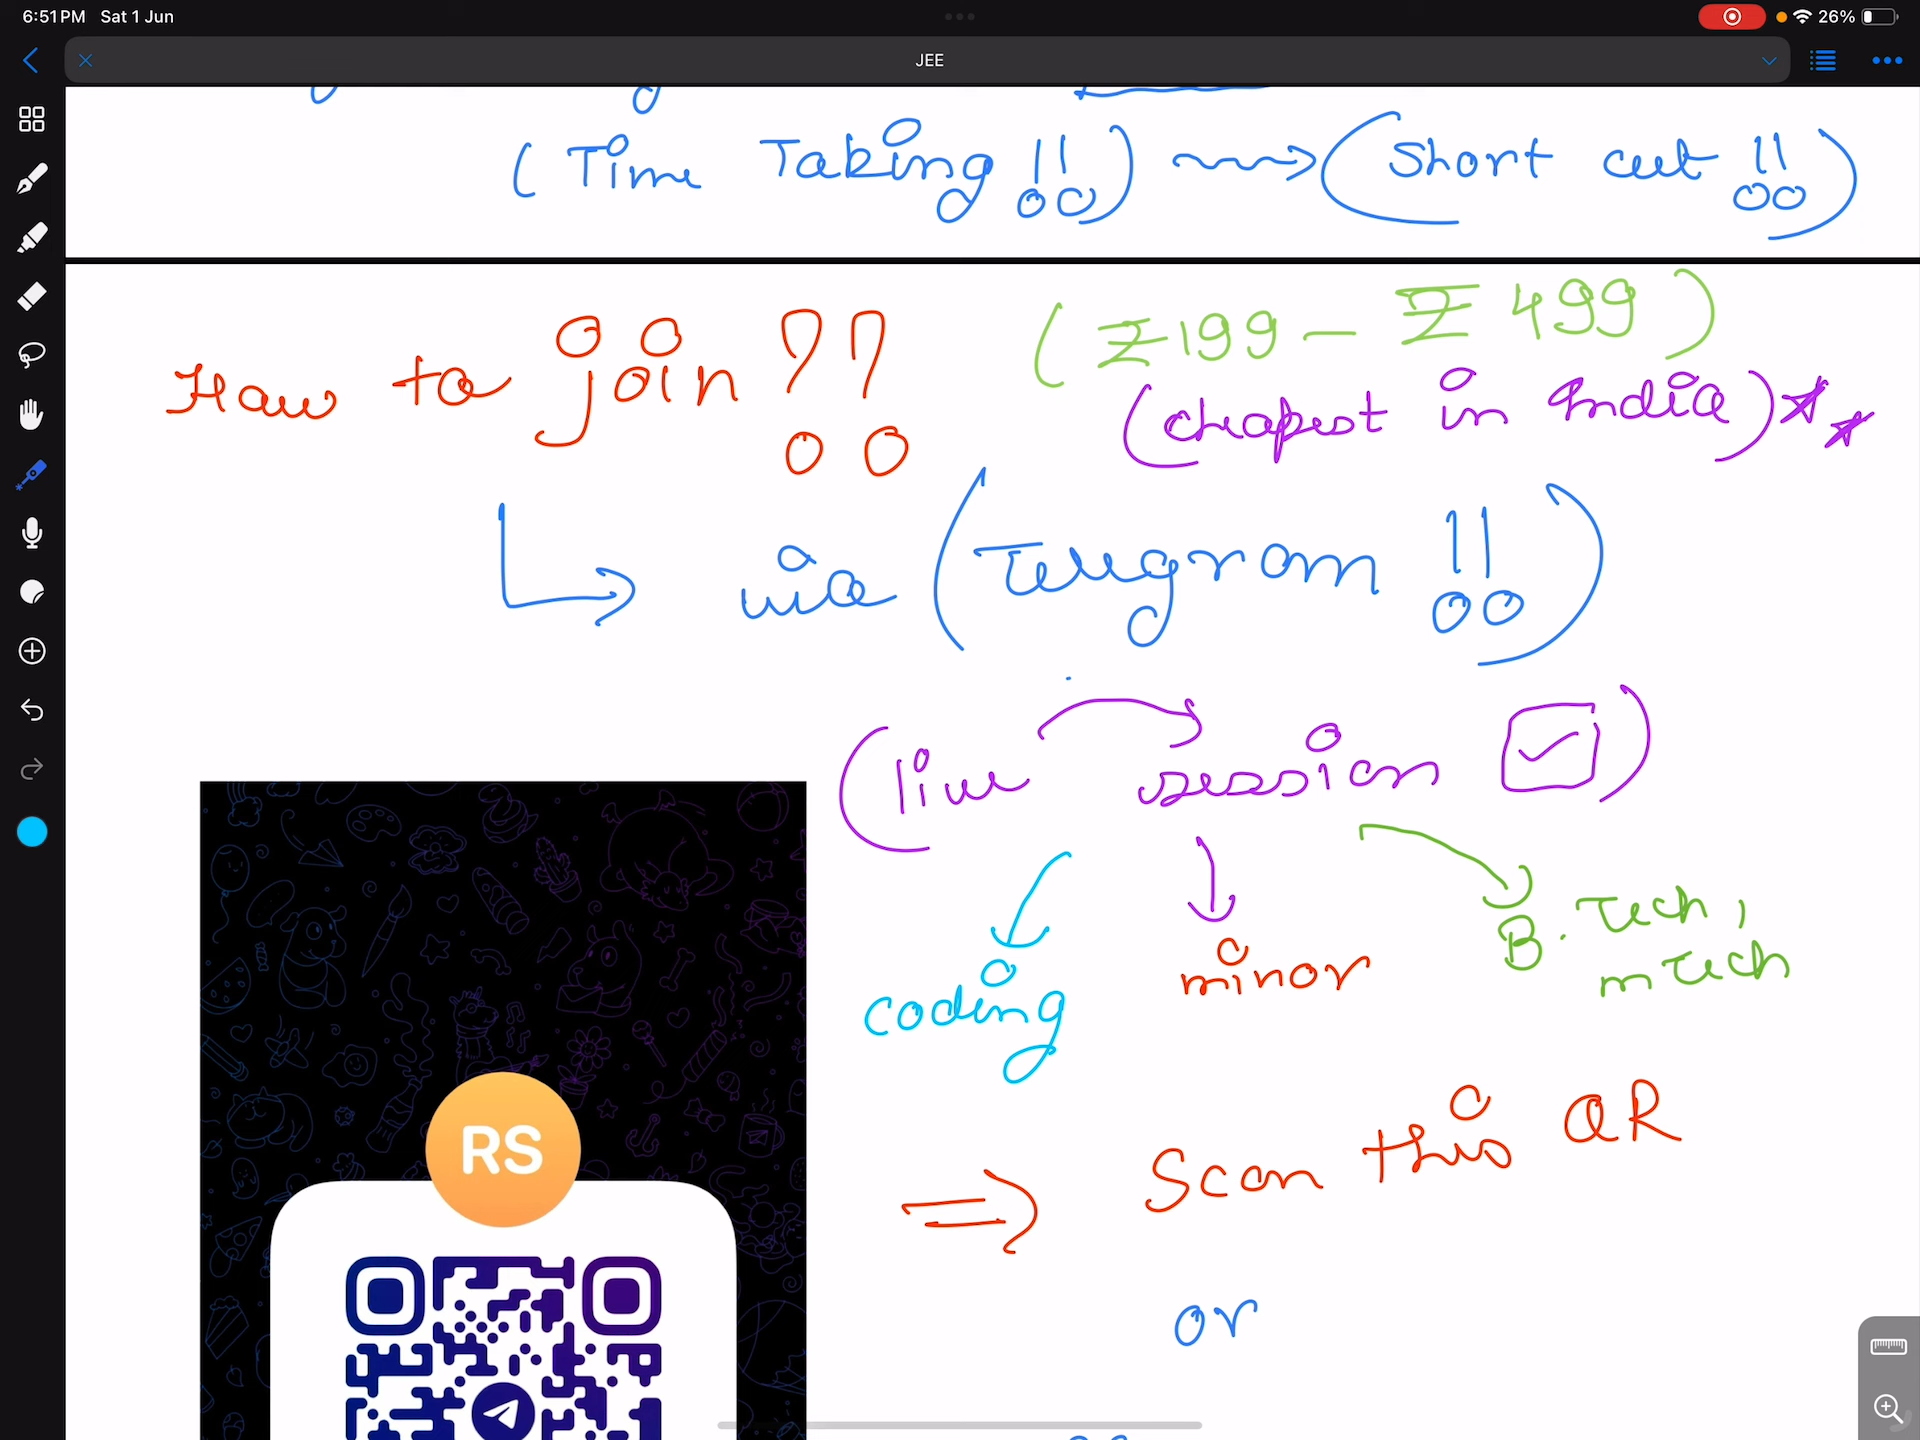 6:51 PM Sat 1 Jun
26%
JEE
(Time Taking !!) → (Short cut !!)
How to join ??
(₹199 – ₹499)
(cheapest in India)
via (Telegram !!)
(live session ✓)
coding
minor
B.Tech,
mTech
RS
⇒ Scan this QR
or